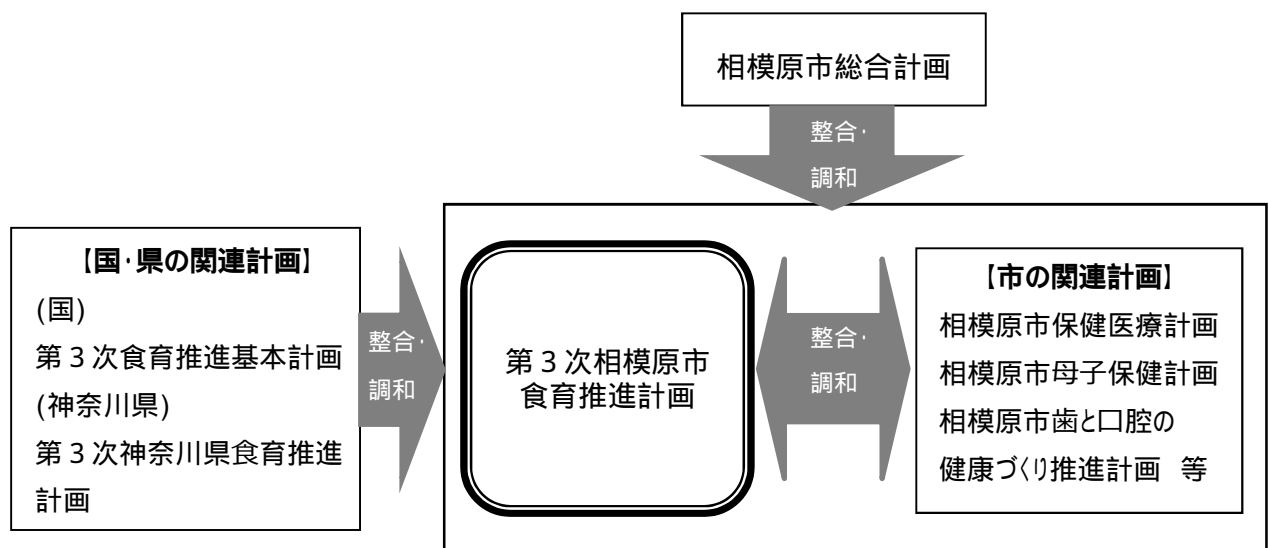 相模原市総合計画
整合・
調和
【国・県の関連計画】
(国)
第３次食育推進基本計画
(神奈川県)
第３次神奈川県食育推進
計画
整合・
調和
第３次相模原市
食育推進計画
整合・
調和
【市の関連計画】
相模原市保健医療計画
相模原市母子保健計画
相模原市歯と口腔の
健康づくり推進計画　等